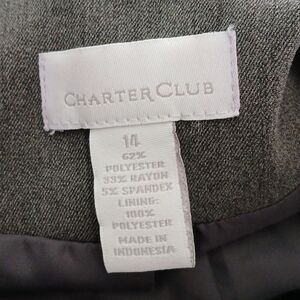 CHARTER CLUB
14
62%
POLYESTER
33% RAYON
5% SPANDEX
LINING:
100%
POLYESTER
MADE IN
INDONESIA